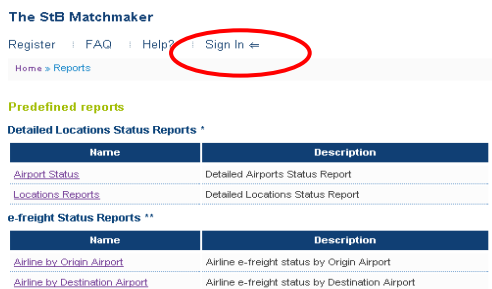 The StB Matchmaker
Register | FAQ | Help? | Sign In ⇐
Home » Reports
Predefined reports
Detailed Locations Status Reports *
Name Description
Airport Status Detailed Airports Status Report
Locations Reports Detailed Locations Status Report
e-freight Status Reports **
Name Description
Airline by Origin Airport Airline e-freight status by Origin Airport
Airline by Destination Airport Airline e-freight status by Destination Airport